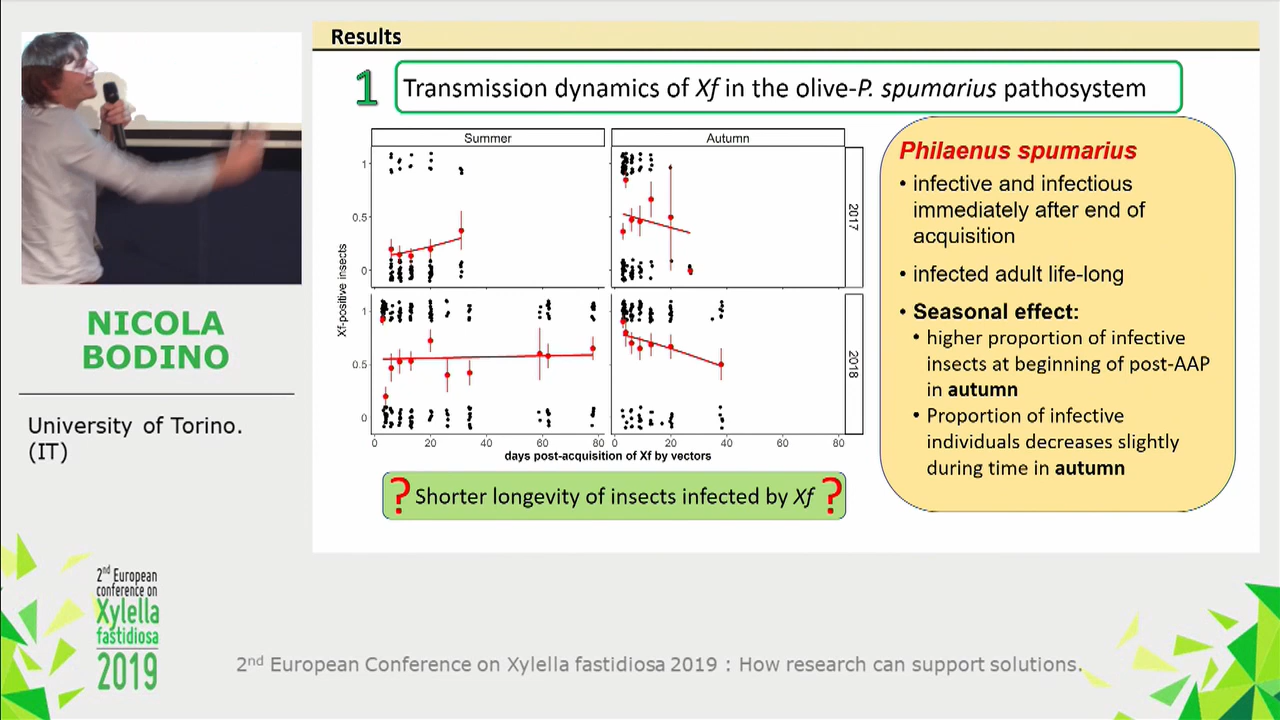 Results
1
Transmission dynamics of Xf in the olive-P. spumarius pathosystem
Summer
Autumn
1
0.5
0
2017
Xf-positive insects
1
0.5
0
2018
0 20 40 60 80
0 20 40 60 80
days post-acquisition of Xf by vectors
? Shorter longevity of insects infected by Xf ?
Philaenus spumarius
• infective and infectious
immediately after end of
acquisition
• infected adult life-long
• Seasonal effect:
• higher proportion of infective
insects at beginning of post-AAP
in autumn
• Proportion of infective
individuals decreases slightly
during time in autumn
NICOLA
BODINO
University of Torino.
(IT)
2nd European
conference on
Xylella
fastidiosa
2019
2nd European Conference on Xylella fastidiosa 2019 : How research can support solutions.